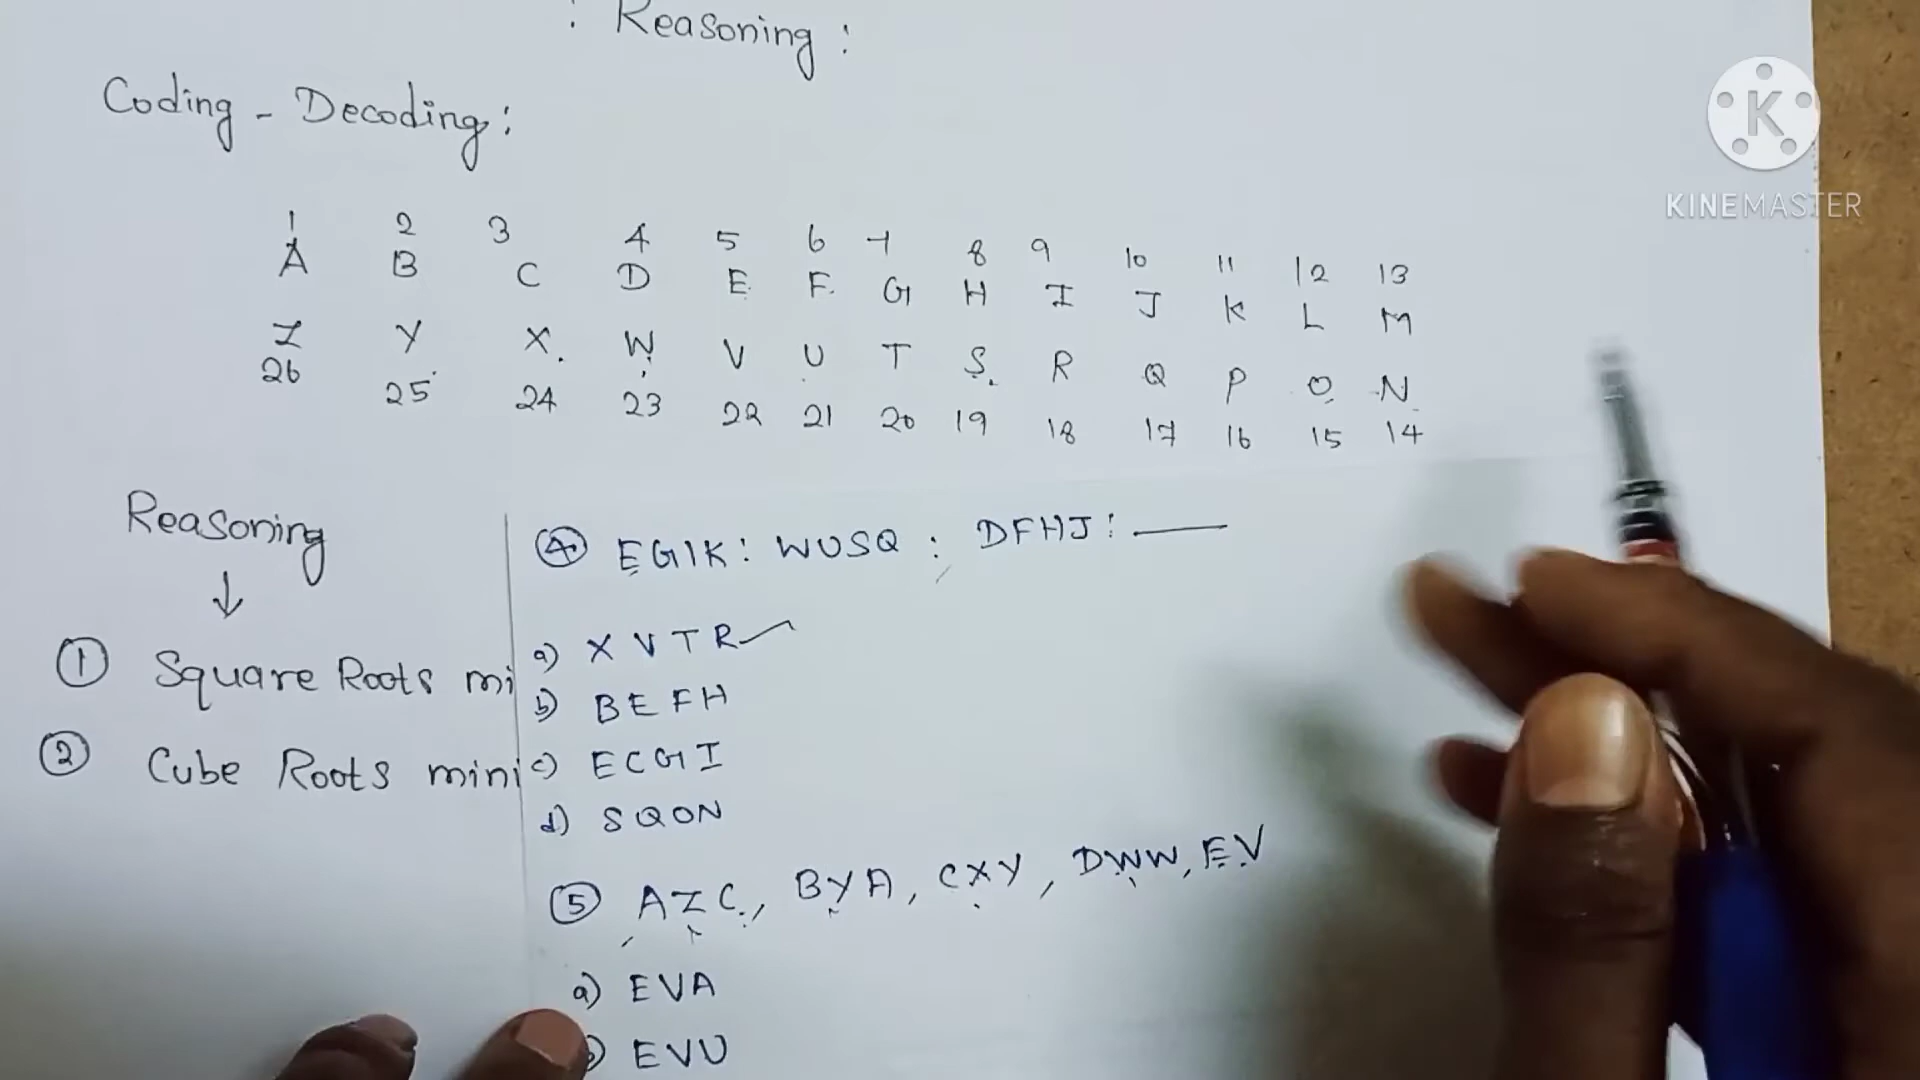 : Reasoning :
Coding - Decoding :
1 2 3 4 5 6 7 8 9 10 11 12 13
A B C D E F G H I J K L M
Z Y X W V U T S R Q P O N
26 25 24 23 22 21 20 19 18 17 16 15 14
Reasoning
↓
① Square Roots mi
② Cube Roots mini
④ EGIK : WUSQ : DFHJ : ——
a) XVTR
b) BEFH
c) ECGI
d) SQON
⑤ AZC, BYA, CXY, DWW, EV
a) EVA
b) EVU
KINEMASTER